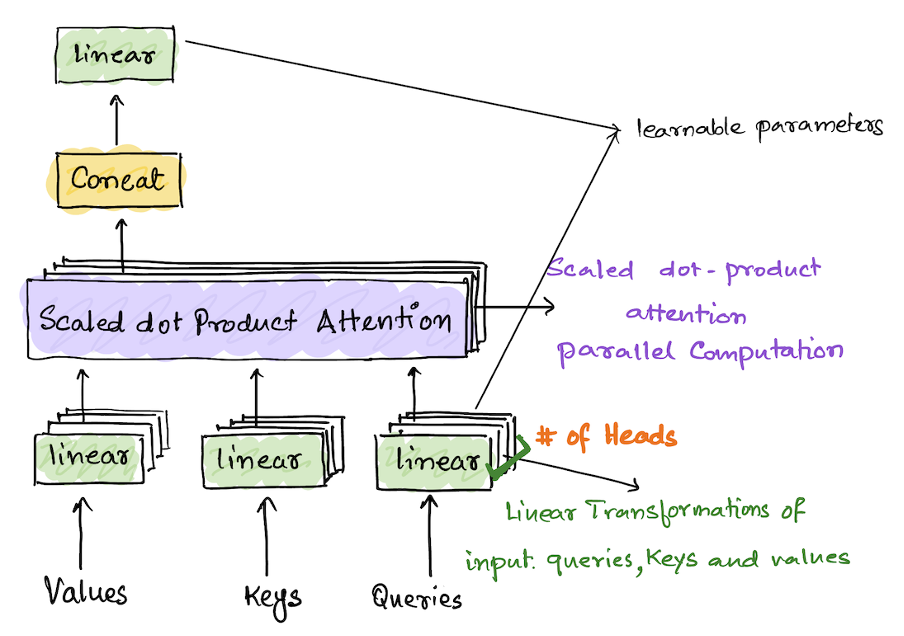 linear
learnable parameters
Concat
Scaled dot-product
attention
parallel Computation
Scaled dot Product Attention
# of Heads
linear
linear
linear
Linear Transformations of
input queries, Keys and values
Values
Keys
Queries